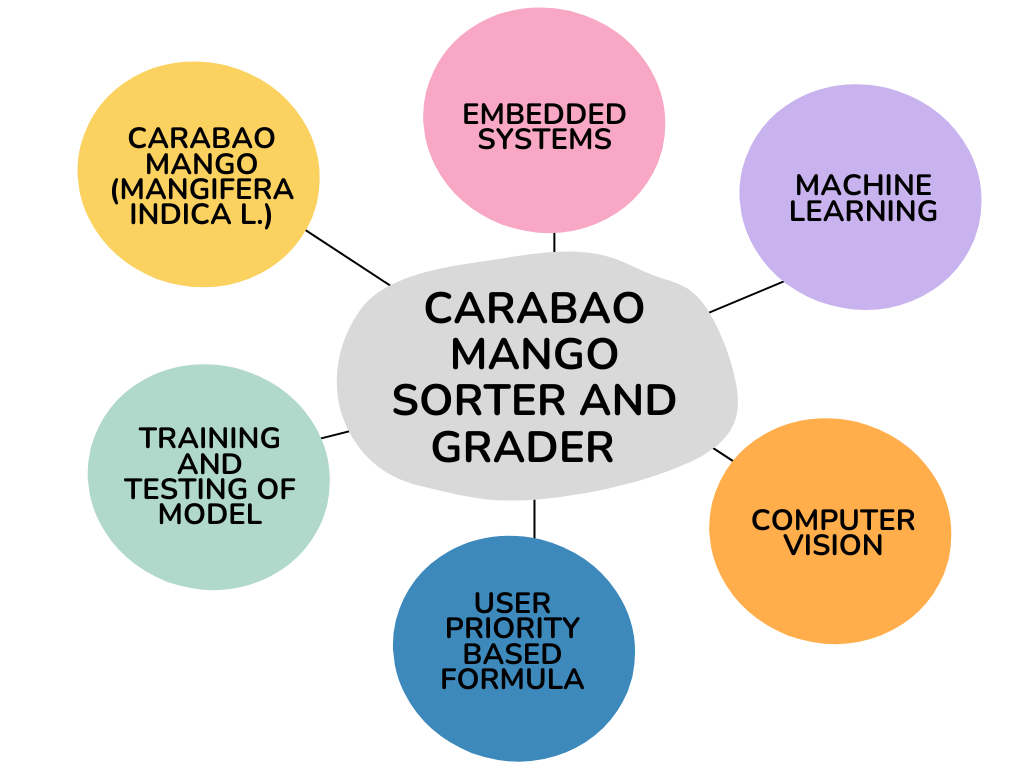 EMBEDDED
SYSTEMS
CARABAO
MANGO
(MANGIFERA
INDICA L.)
MACHINE
LEARNING
CARABAO
MANGO
SORTER AND
GRADER
TRAINING
AND
TESTING OF
MODEL
COMPUTER
VISION
USER
PRIORITY
BASED
FORMULA